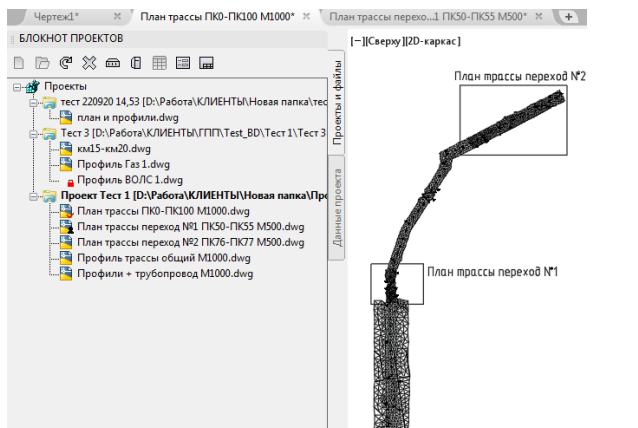 Чертеж1*
План трассы ПК0-ПК100 М1000*
План трассы перехо...1 ПК50-ПК55 М500*
БЛОКНОТ ПРОЕКТОВ
[−][Сверху][2D-каркас]
Проекты
тест 220920 14,53 [D:\Работа\КЛИЕНТЫ\Новая папка\тес
план и профили.dwg
Тест 3 [D:\Работа\КЛИЕНТЫ\ГПП\Test_BD\Тест 1\Тест 3
км15-км20.dwg
Профиль Газ 1.dwg
Профиль ВОЛС 1.dwg
Проект Тест 1 [D:\Работа\КЛИЕНТЫ\Новая папка\Про
План трассы ПК0-ПК100 М1000.dwg
План трассы переход №1 ПК50-ПК55 М500.dwg
План трассы переход №2 ПК76-ПК77 М500.dwg
Профиль трассы общий М1000.dwg
Профили + трубопровод М1000.dwg
Проекты и файлы
Данные проекта
План трассы переход №2
План трассы переход №1